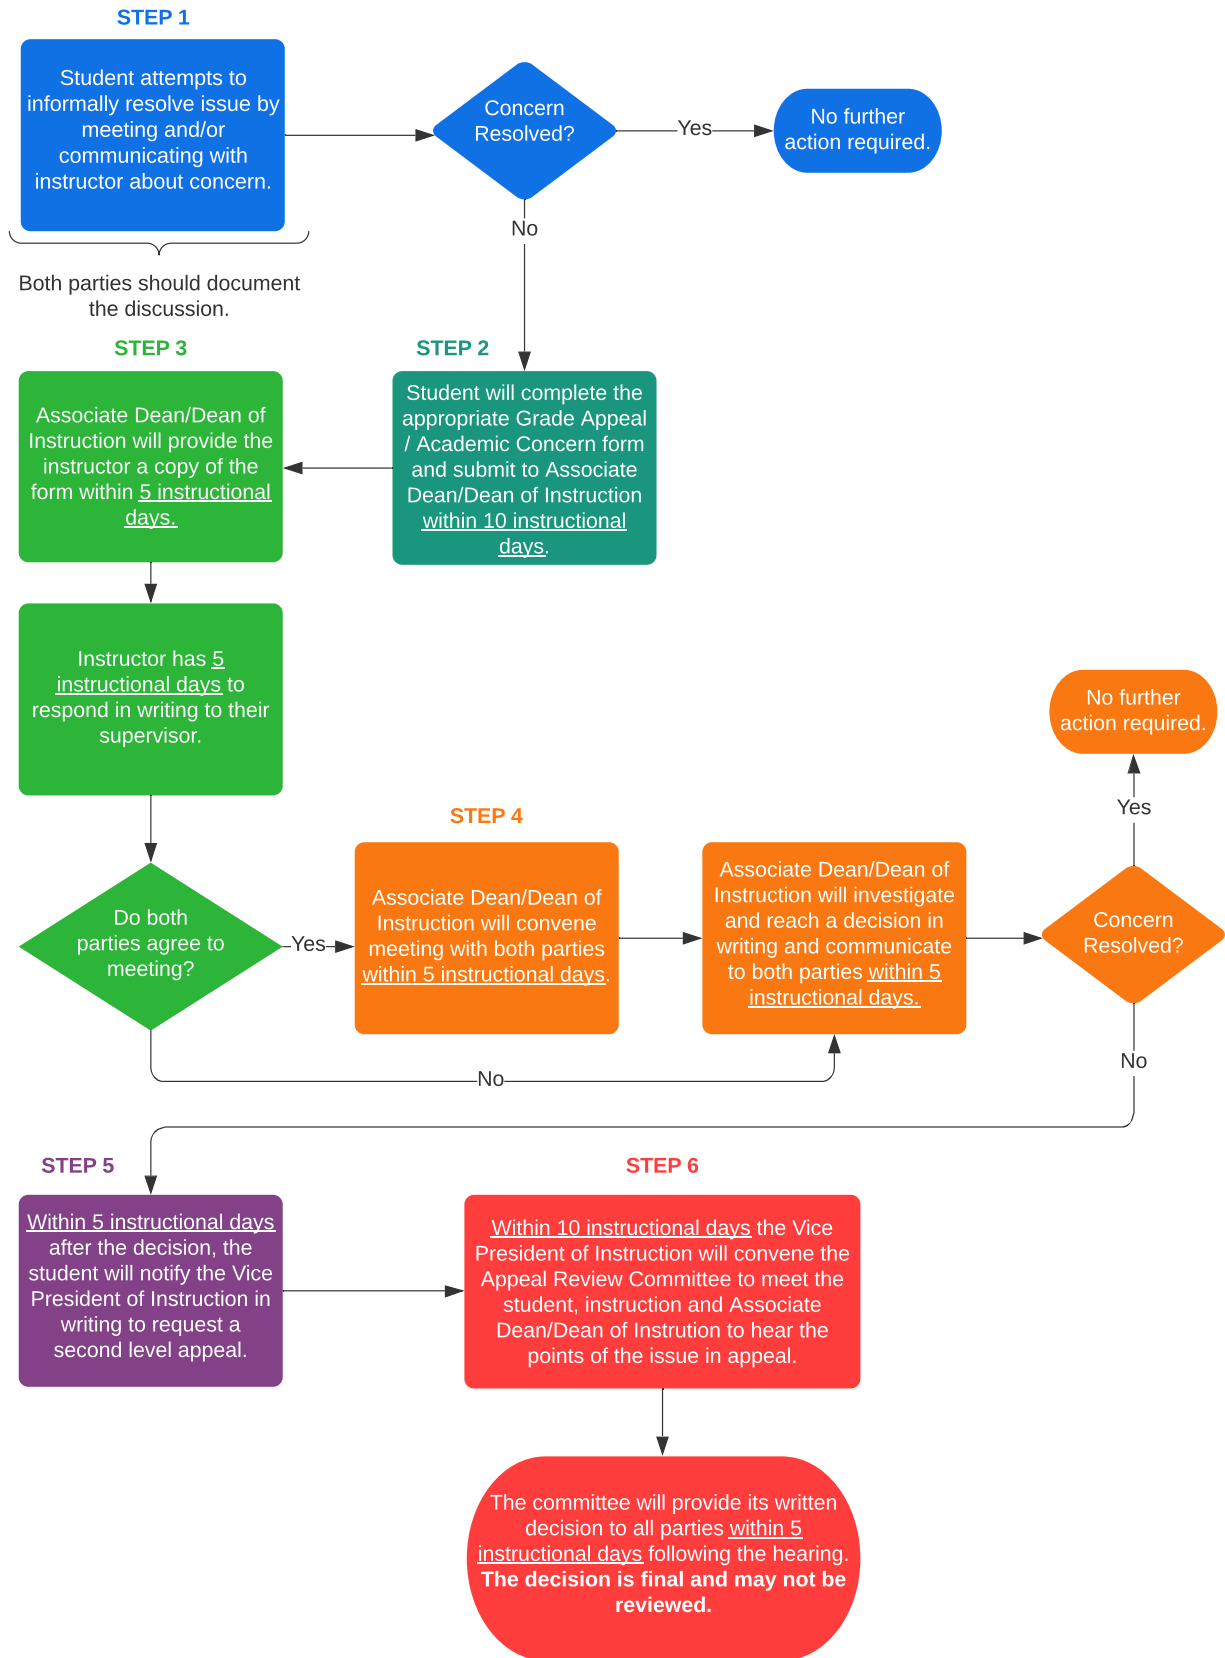 STEP 1
Student attempts to
informally resolve issue by
meeting and/or
communicating with
instructor about concern.
Concern
Resolved?
Yes
No further
action required.
No
Both parties should document
the discussion.
STEP 3
STEP 2
Associate Dean/Dean of
Instruction will provide the
instructor a copy of the
form within 5 instructional
days.
Student will complete the
appropriate Grade Appeal
/ Academic Concern form
and submit to Associate
Dean/Dean of Instruction
within 10 instructional
days.
Instructor has 5
instructional days to
respond in writing to their
supervisor.
No further
action required.
Yes
STEP 4
Do both
parties agree to
meeting?
Yes
Associate Dean/Dean of
Instruction will convene
meeting with both parties
within 5 instructional days.
Associate Dean/Dean of
Instruction will investigate
and reach a decision in
writing and communicate
to both parties within 5
instructional days.
Concern
Resolved?
No
No
STEP 5
STEP 6
Within 5 instructional days
after the decision, the
student will notify the Vice
President of Instruction in
writing to request a
second level appeal.
Within 10 instructional days the Vice
President of Instruction will convene the
Appeal Review Committee to meet the
student, instruction and Associate
Dean/Dean of Instrution to hear the
points of the issue in appeal.
The committee will provide its written
decision to all parties within 5
instructional days following the hearing.
The decision is final and may not be
reviewed.